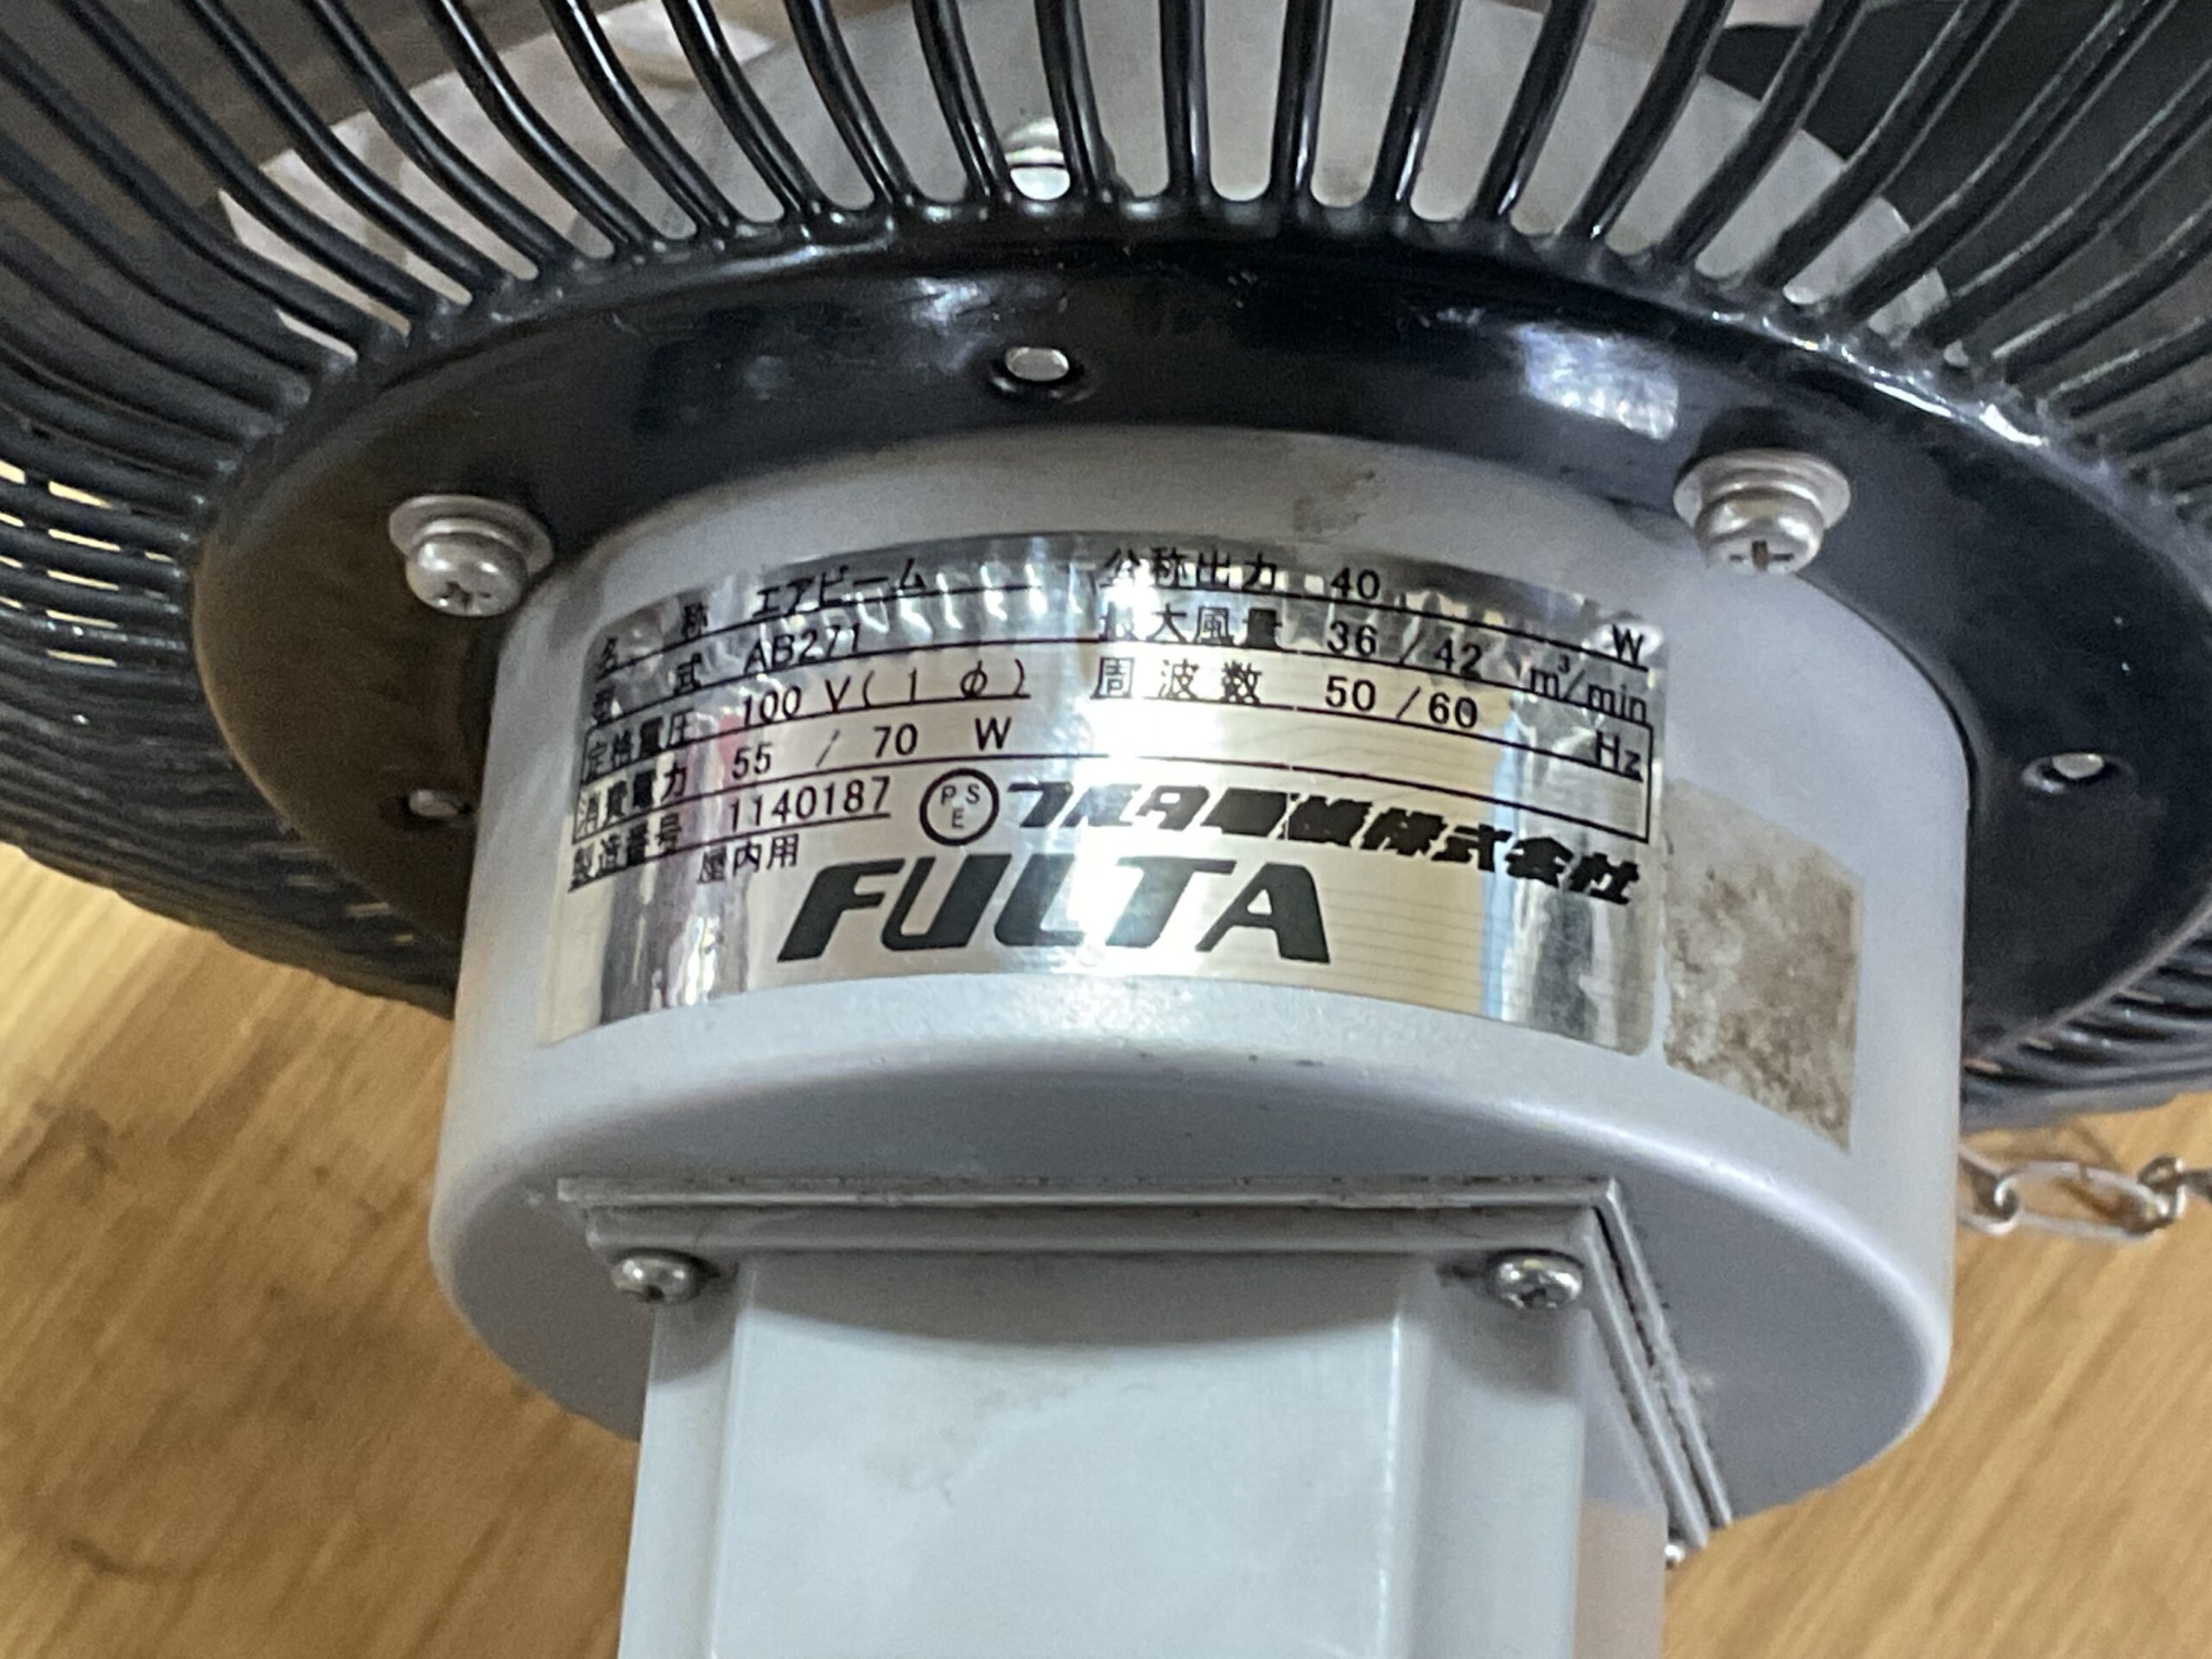 名 称 エアビーム 公称出力 40 W
型 式 AB271 最大風量 36 / 42 m³/min
定格電圧 100 V( 1 φ ) 周 波 数 50 / 60 Hz
消費電力 55 / 70 W
製造番号 1140187 PSE フルタ電機株式会社
屋内用
FULTA